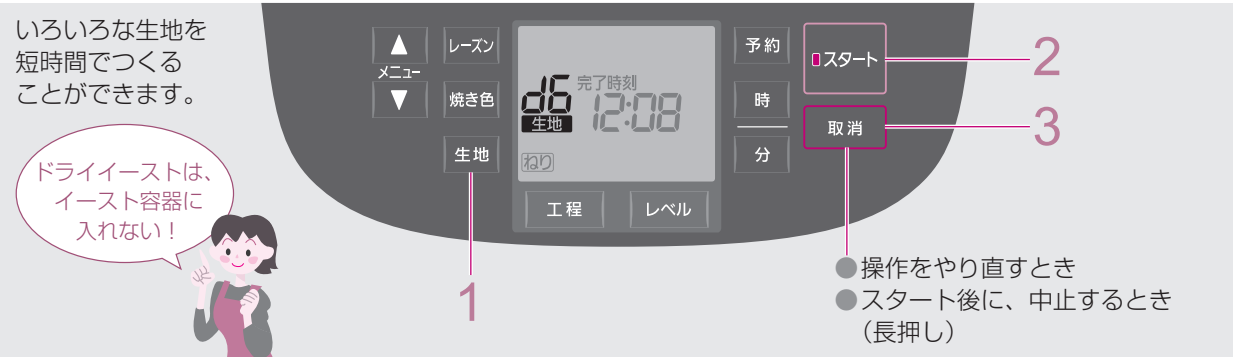 いろいろな生地を
短時間でつくる
ことができます。
ドライイーストは、
イースト容器に
入れない！
▲
メニュー
▼
レーズン
焼き色
生地
d6
生地
完了時刻
12:08
ねり
工程
レベル
予約
時
分
スタート
取消
1
2
3
●操作をやり直すとき
●スタート後に、中止するとき
（長押し）